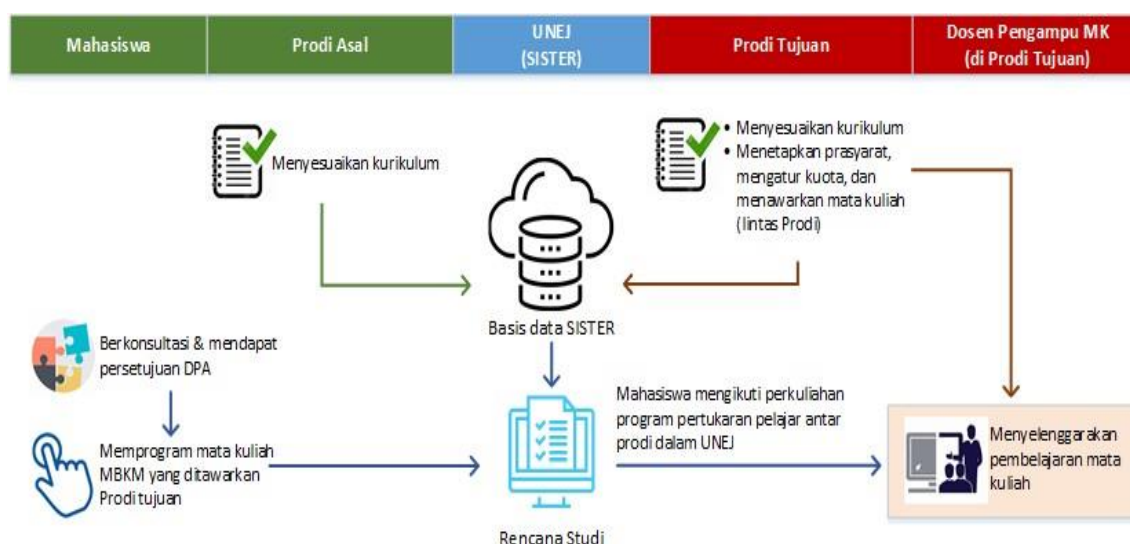 Mahasiswa
Prodi Asal
UNEJ
(SISTER)
Prodi Tujuan
Dosen Pengampu MK
(di Prodi Tujuan)
Menyesuaikan kurikulum
• Menyesuaikan kurikulum
• Menetapkan prasyarat,
mengatur kuota, dan
menawarkan mata kuliah
(lintas Prodi)
Basis data SISTER
Berkonsultasi & mendapat
persetujuan DPA
Memprogram mata kuliah
MBKM yang ditawarkan
Prodi tujuan
Mahasiswa mengikuti perkuliahan
program pertukaran pelajar antar
prodi dalam UNEJ
Menyelenggarakan
pembelajaran mata
kuliah
Rencana Studi